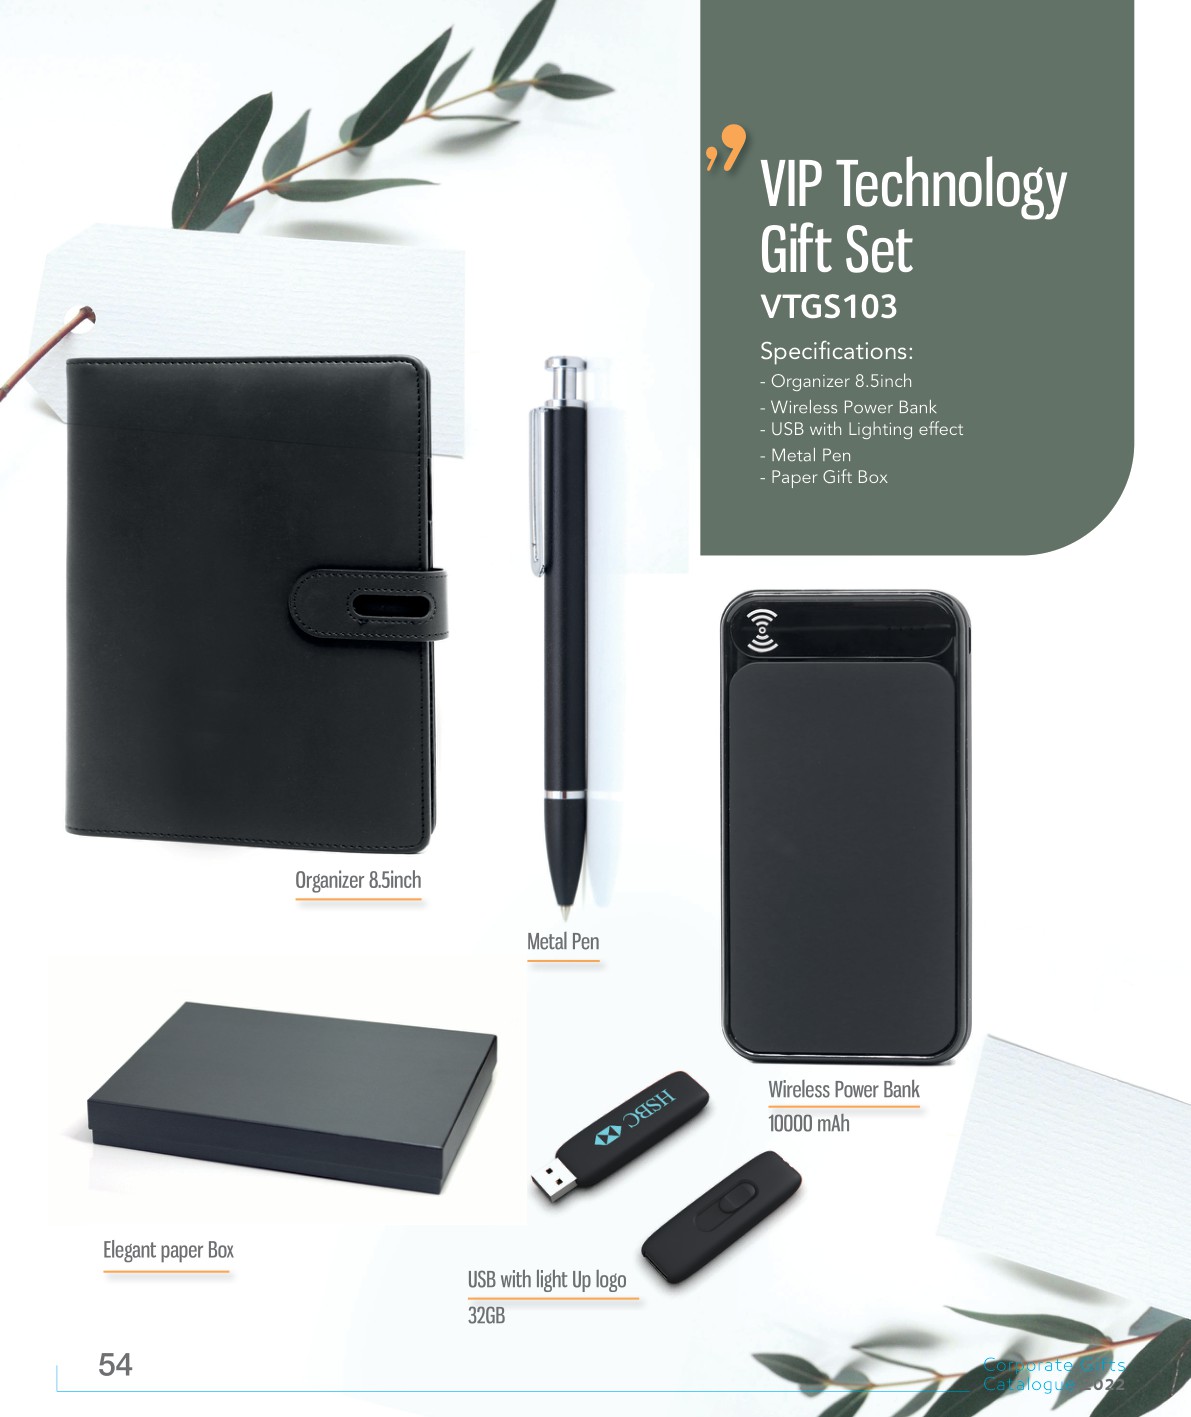 VIP Technology
Gift Set
VTGS103
Specifications:
- Organizer 8.5inch
- Wireless Power Bank
- USB with Lighting effect
- Metal Pen
- Paper Gift Box
Organizer 8.5inch
Metal Pen
Wireless Power Bank
10000 mAh
HSBC
Elegant paper Box
USB with light Up logo
32GB
54
Corporate Gifts
Catalogue 2022